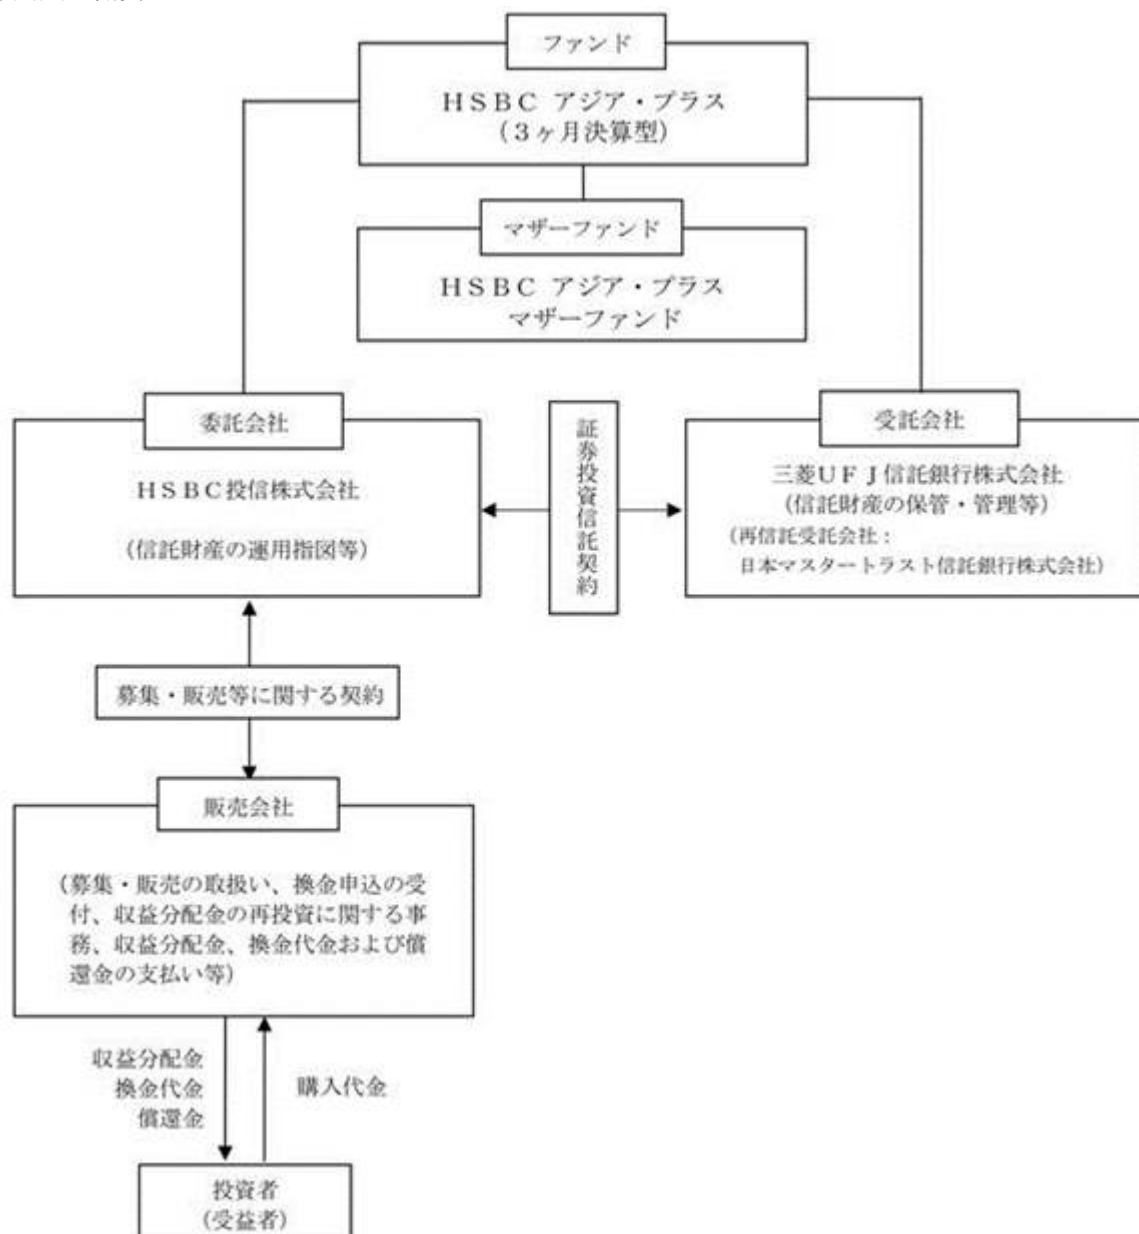 ファンド
HSBC アジア・プラス
(3ヶ月決算型)
マザーファンド
HSBC アジア・プラス
マザーファンド
委託会社
HSBC投信株式会社
(信託財産の運用指図等)
証券投資信託契約
受託会社
三菱UFJ信託銀行株式会社
(信託財産の保管・管理等)
(再信託受託会社:
日本マスタートラスト信託銀行株式会社)
募集・販売等に関する契約
販売会社
(募集・販売の取扱い、換金申込の受
付、収益分配金の再投資に関する事
務、収益分配金、換金代金および償
還金の支払い等)
収益分配金
換金代金
償還金
購入代金
投資者
(受益者)